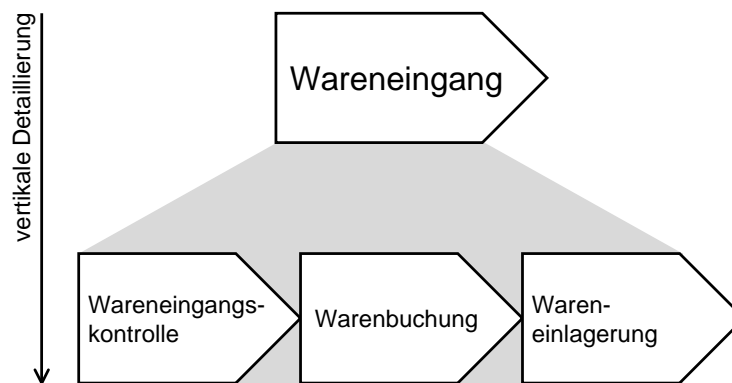 vertikale Detaillierung
Wareneingang
Wareneingangs-
kontrolle
Warenbuchung
Waren-
einlagerung